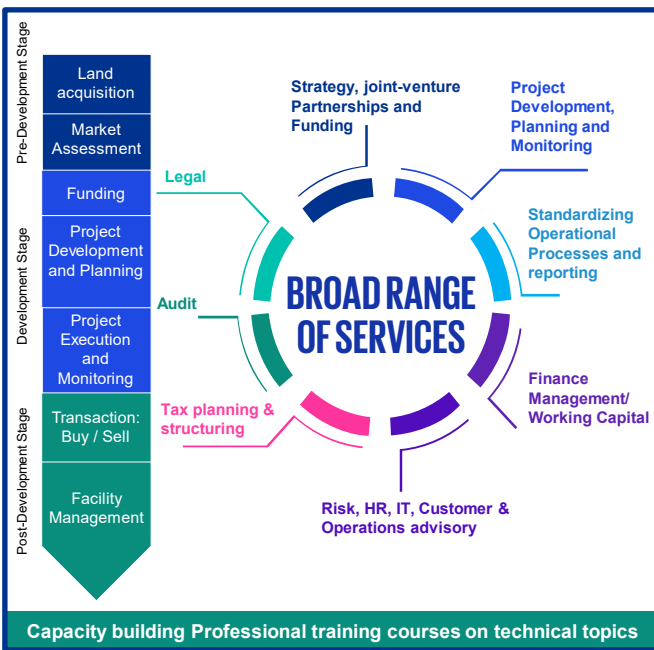 Pre-Development Stage
Land
acquisition
Market
Assessment
Development Stage
Funding
Project
Development
and Planning
Project
Execution
and
Monitoring
Post-Development Stage
Transaction:
Buy / Sell
Facility
Management
Strategy, joint-venture
Partnerships and
Funding
Project
Development,
Planning and
Monitoring
Legal
Standardizing
Operational
Processes and
reporting
BROAD RANGE
OF SERVICES
Audit
Finance
Management/
Working Capital
Tax planning &
structuring
Risk, HR, IT, Customer &
Operations advisory
Capacity building Professional training courses on technical topics